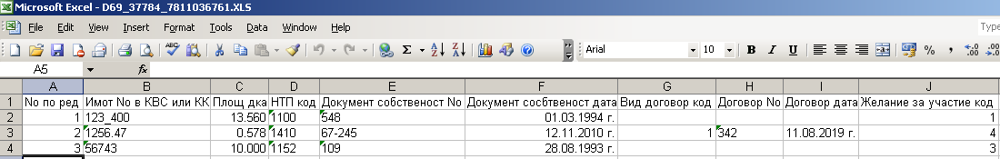 Microsoft Excel - D69_37784_7811036761.XLS
File Edit View Insert Format Tools Data Window Help Type
Arial 10 B I U % ,
A5 fx
A B C D E F G H I J
1 No по ред Имот No в КВС или КК Площ дка НТП код Документ собственост No Документ сосбтвеност дата Вид договор код Договор No Договор дата Желание за участие код
2 1 123_400 13.560 1100 548 01.03.1994 г. 1
3 2 1256.47 0.578 1410 67-245 12.11.2010 г. 1 342 11.08.2019 г. 4
4 3 56743 10.000 1152 109 28.08.1993 г. 3